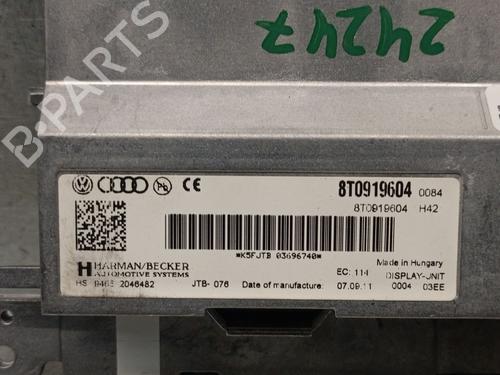 24247
B-PARTS
8T0919604 0084
8T0919604 H42
*K5FJTB 03696740*
Made in Hungary
HARMAN/BECKER
AUTOMOTIVE SYSTEMS
EC: 114 DISPLAY-UNIT
HS 9463 2046482 JTB- 076 Date of manufacture: 07.09.11 0004 03EE